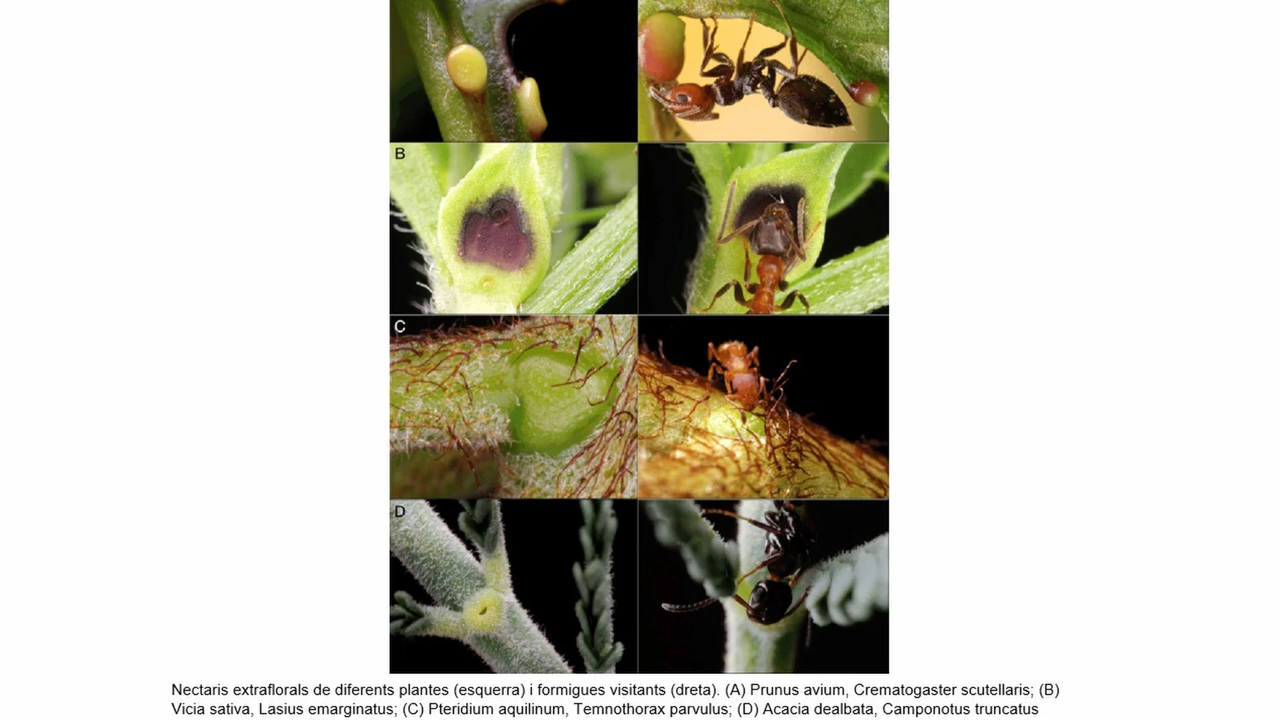 B
C
D
Nectaris extraflorals de diferents plantes (esquerra) i formigues visitants (dreta). (A) Prunus avium, Crematogaster scutellaris; (B)
Vicia sativa, Lasius emarginatus; (C) Pteridium aquilinum, Temnothorax parvulus; (D) Acacia dealbata, Camponotus truncatus